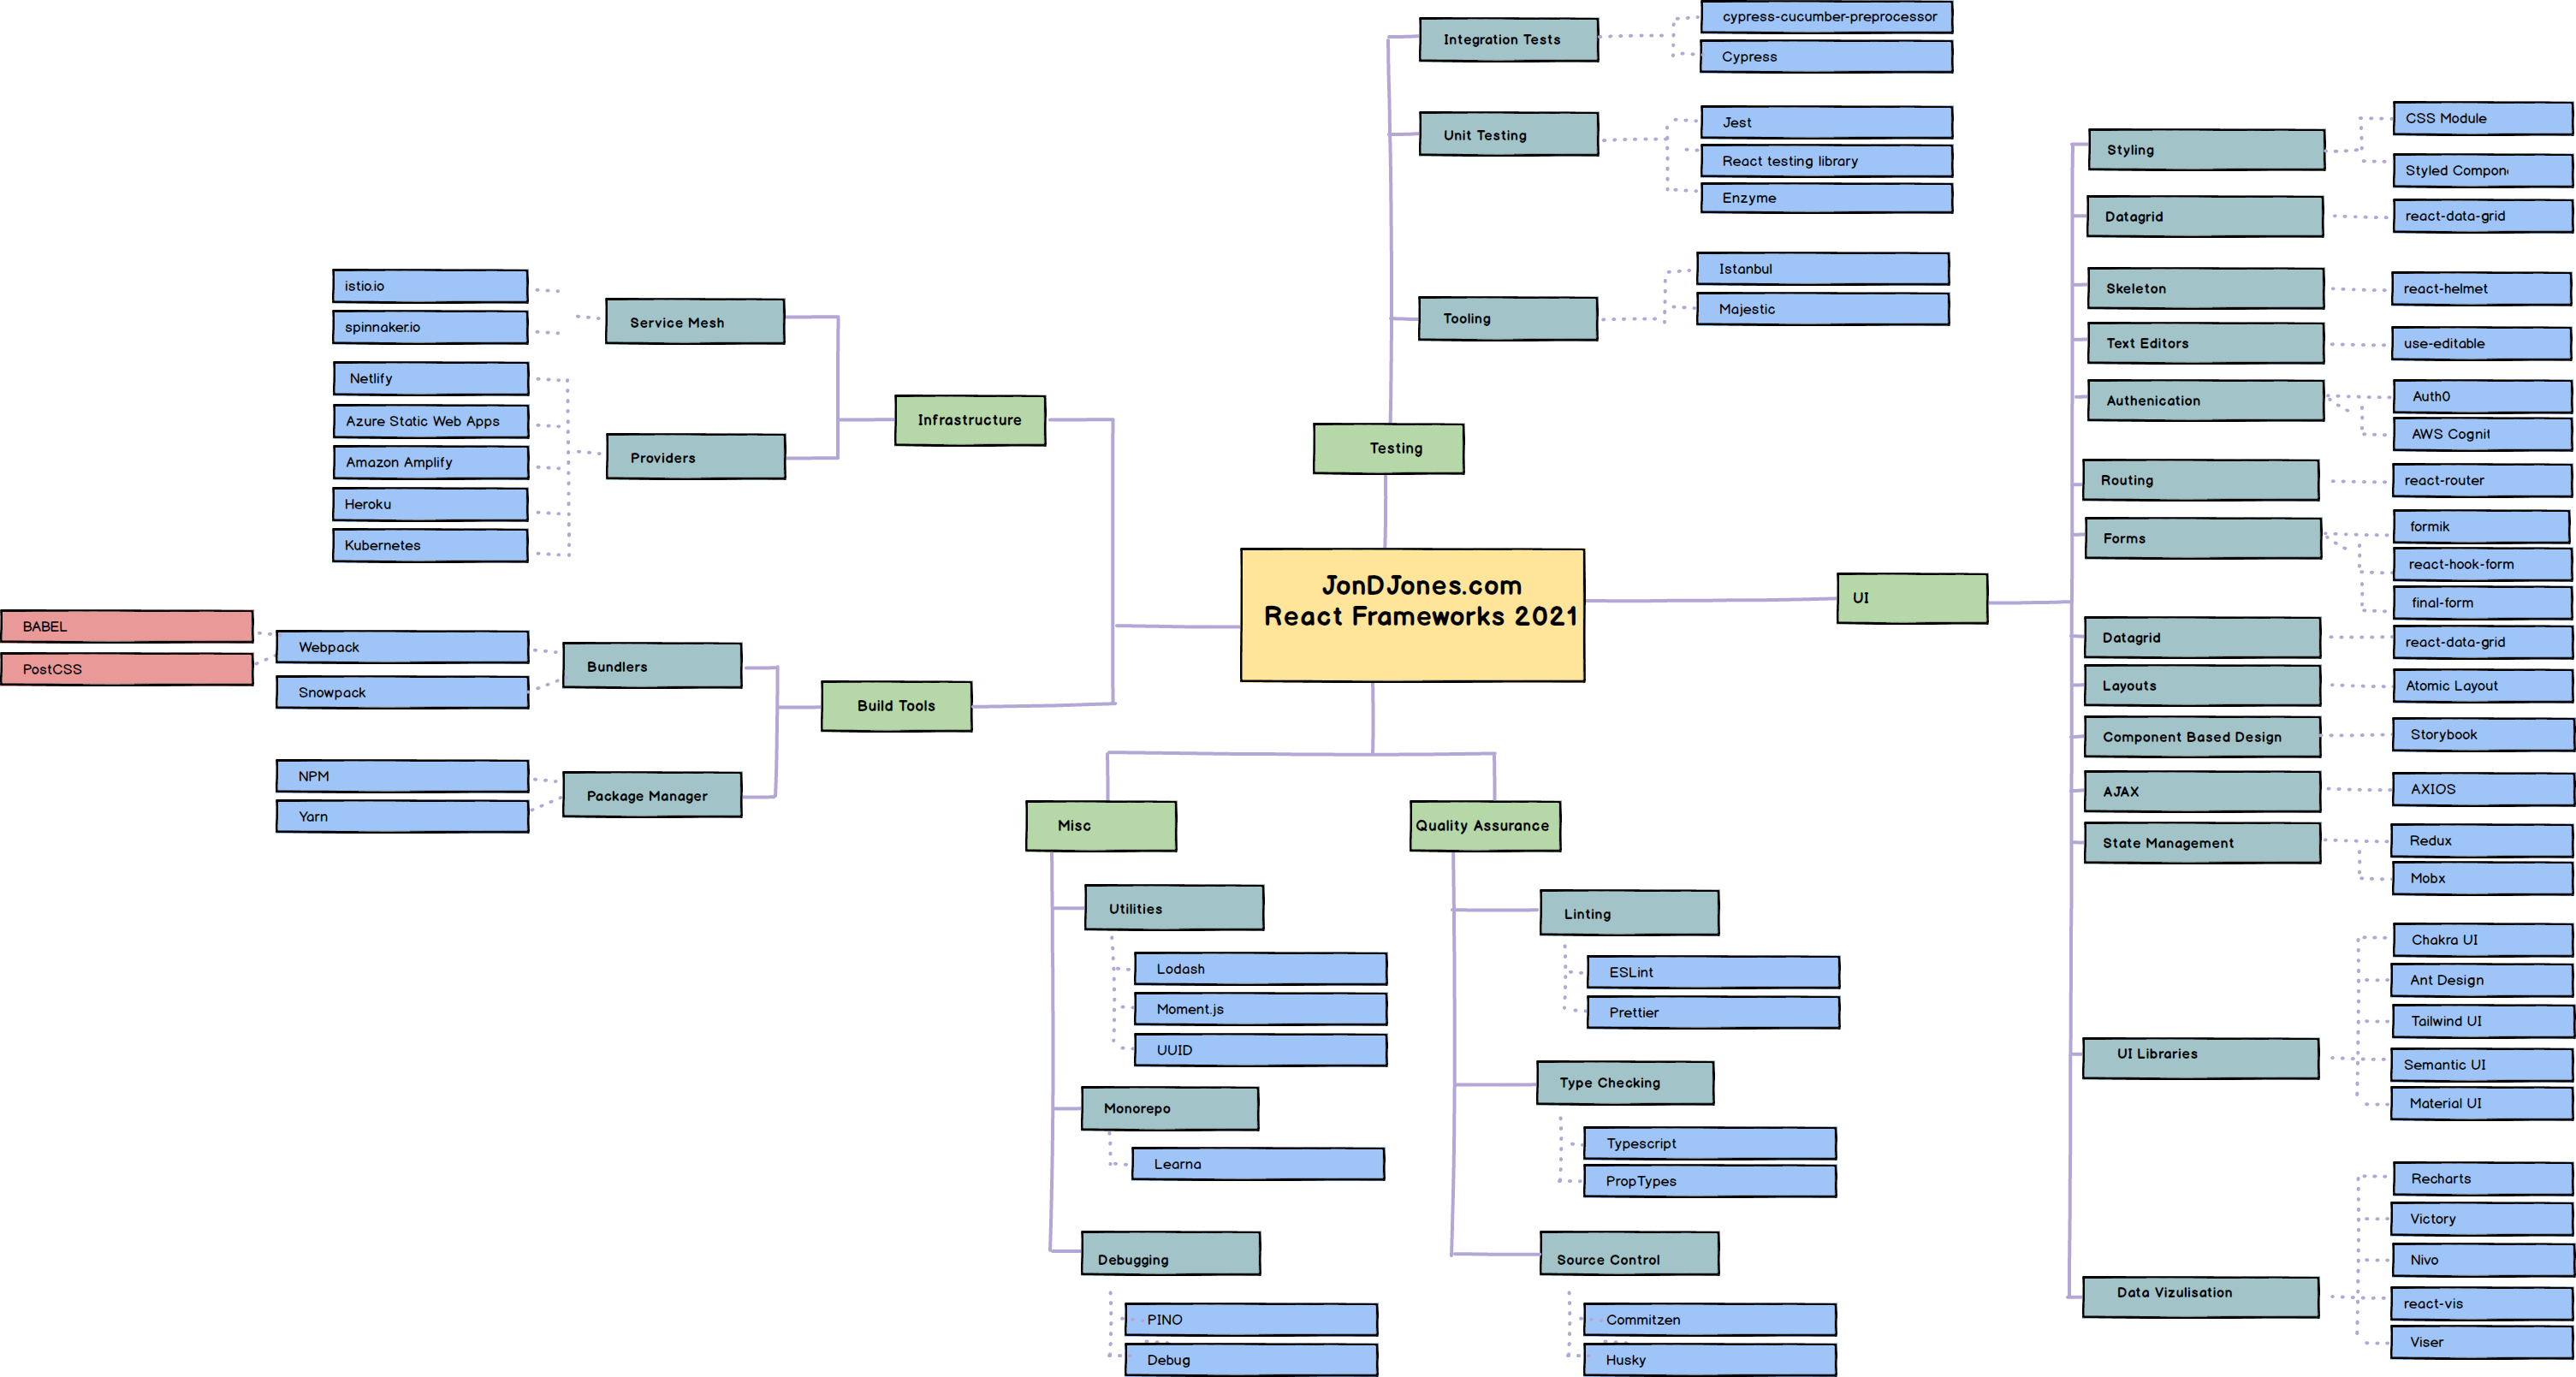 JonDJones.com
React Frameworks 2021
Testing
Integration Tests
cypress-cucumber-preprocessor
Cypress
Unit Testing
Jest
React testing library
Enzyme
Tooling
Istanbul
Majestic
Infrastructure
Service Mesh
istio.io
spinnaker.io
Providers
Netlify
Azure Static Web Apps
Amazon Amplify
Heroku
Kubernetes
Build Tools
Bundlers
Webpack
BABEL
PostCSS
Snowpack
Package Manager
NPM
Yarn
Misc
Utilities
Lodash
Moment.js
UUID
Monorepo
Learna
Debugging
PINO
Debug
Quality Assurance
Linting
ESLint
Prettier
Type Checking
Typescript
PropTypes
Source Control
Commitzen
Husky
UI
Styling
CSS Module
Styled Compon
Datagrid
react-data-grid
Skeleton
react-helmet
Text Editors
use-editable
Authenication
Auth0
AWS Cognit
Routing
react-router
Forms
formik
react-hook-form
final-form
Datagrid
react-data-grid
Layouts
Atomic Layout
Component Based Design
Storybook
AJAX
AXIOS
State Management
Redux
Mobx
UI Libraries
Chakra UI
Ant Design
Tailwind UI
Semantic UI
Material UI
Data Vizulisation
Recharts
Victory
Nivo
react-vis
Viser